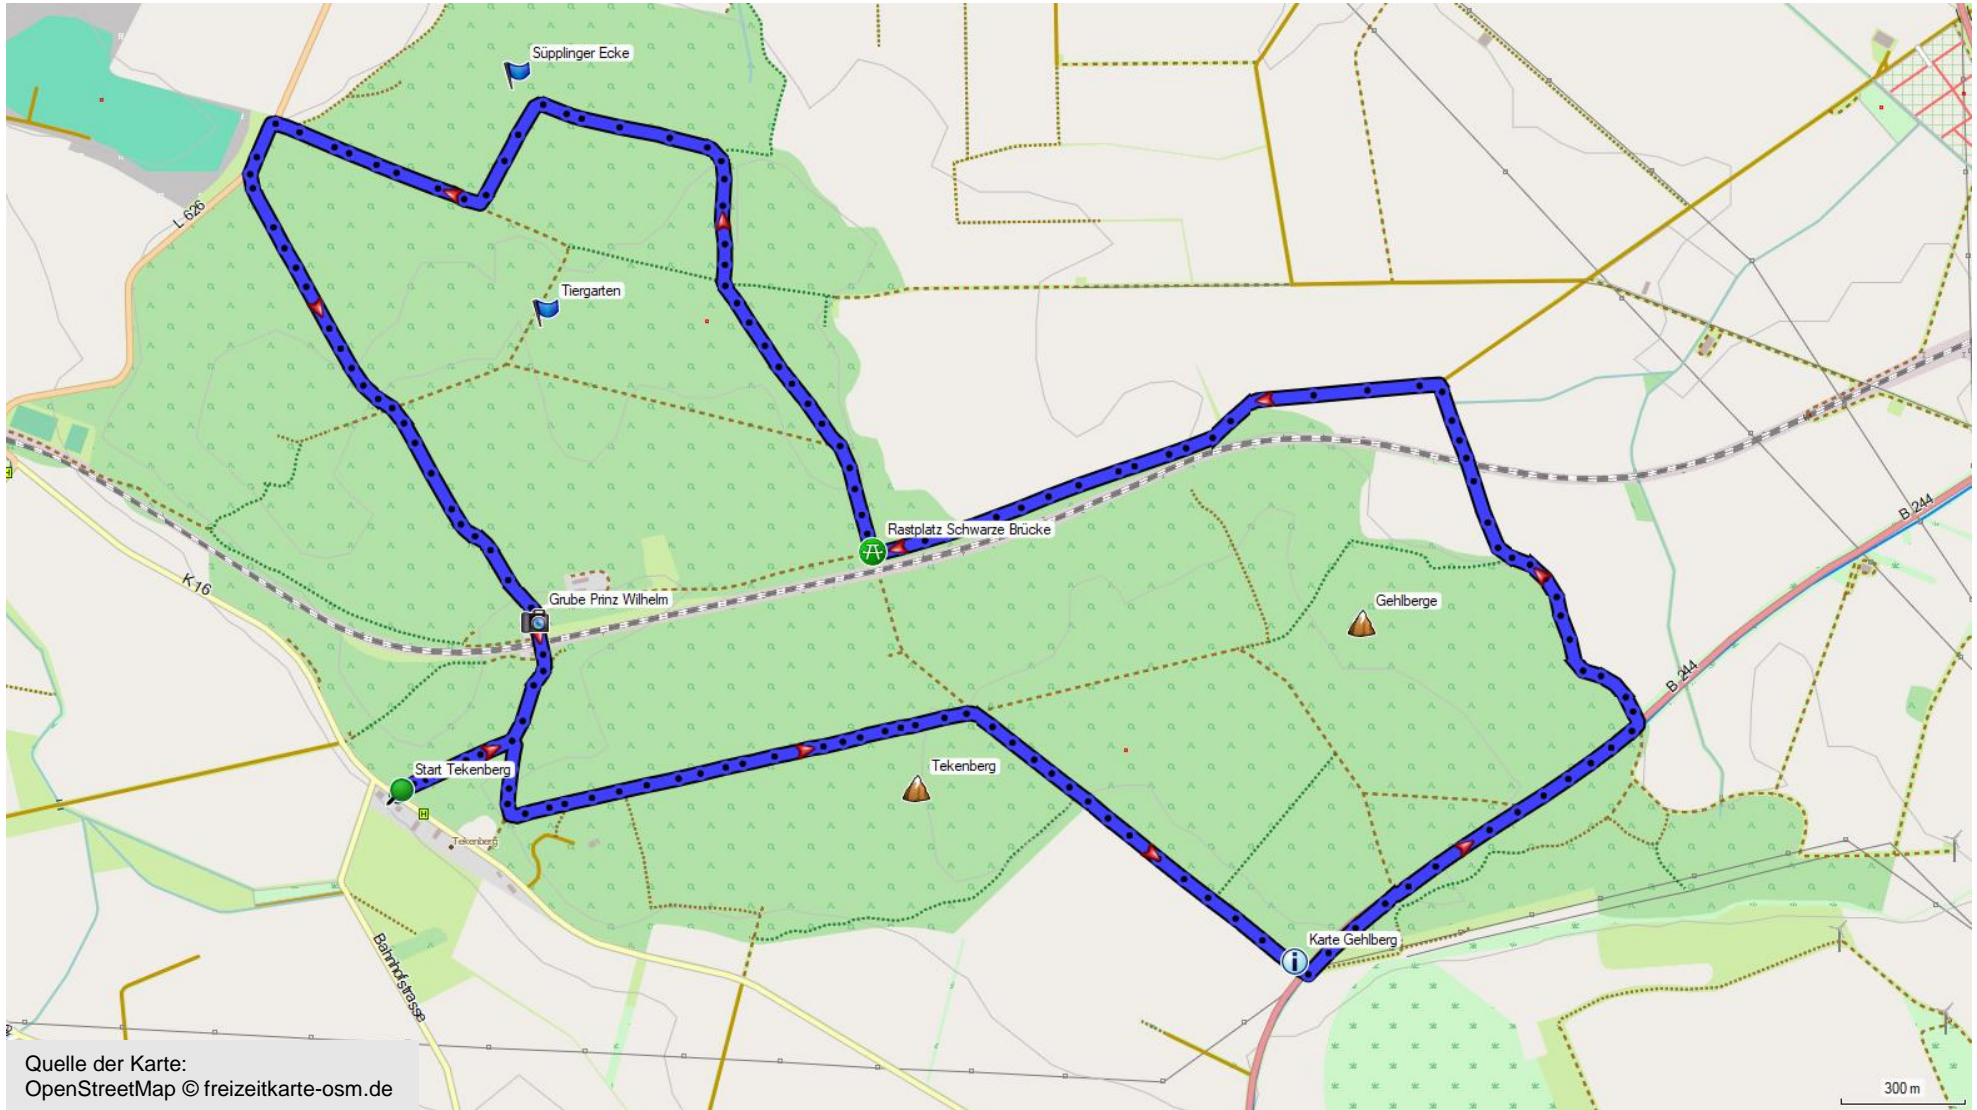 Süpplinger Ecke
L 626
Tiergarten
Rastplatz Schwarze Brücke
B 244
K 16
Grube Prinz Wilhelm
Gehlberge
B 244
Start Tekenberg
Tekenberg
H
Tekenberg
Karte Gehlberg
Bahnhofstrasse
Quelle der Karte:
OpenStreetMap © freizeitkarte-osm.de
300 m